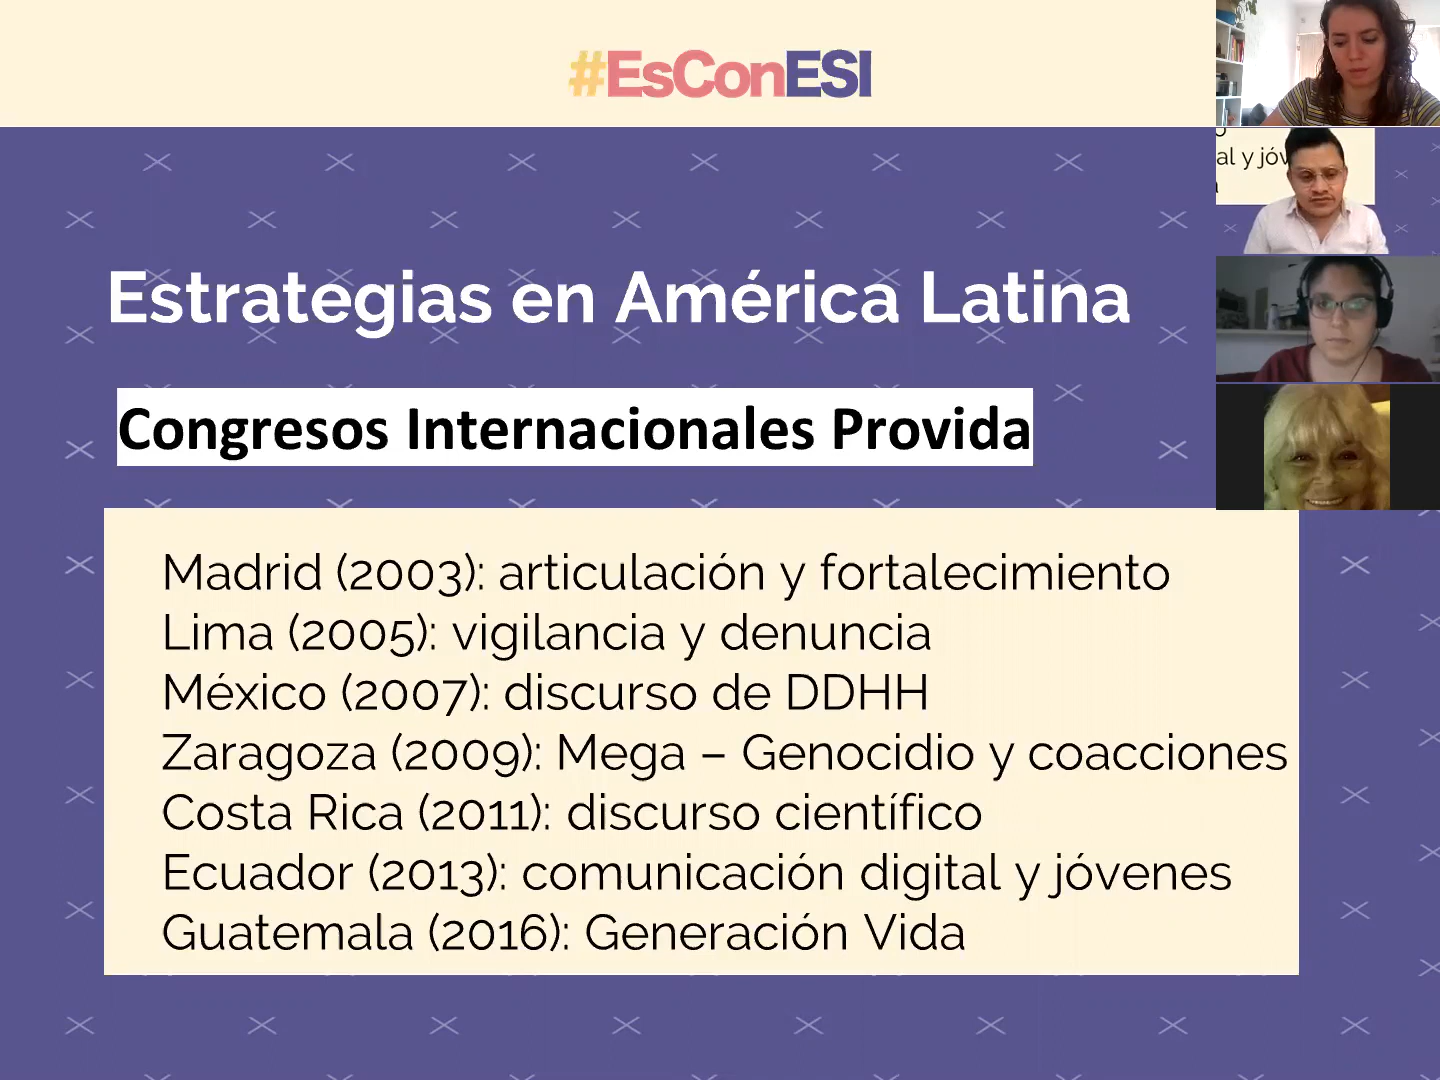 #EsConESI
Estrategias en América Latina
Congresos Internacionales Provida
Madrid (2003): articulación y fortalecimiento
Lima (2005): vigilancia y denuncia
México (2007): discurso de DDHH
Zaragoza (2009): Mega – Genocidio y coacciones
Costa Rica (2011): discurso científico
Ecuador (2013): comunicación digital y jóvenes
Guatemala (2016): Generación Vida
al y jóv